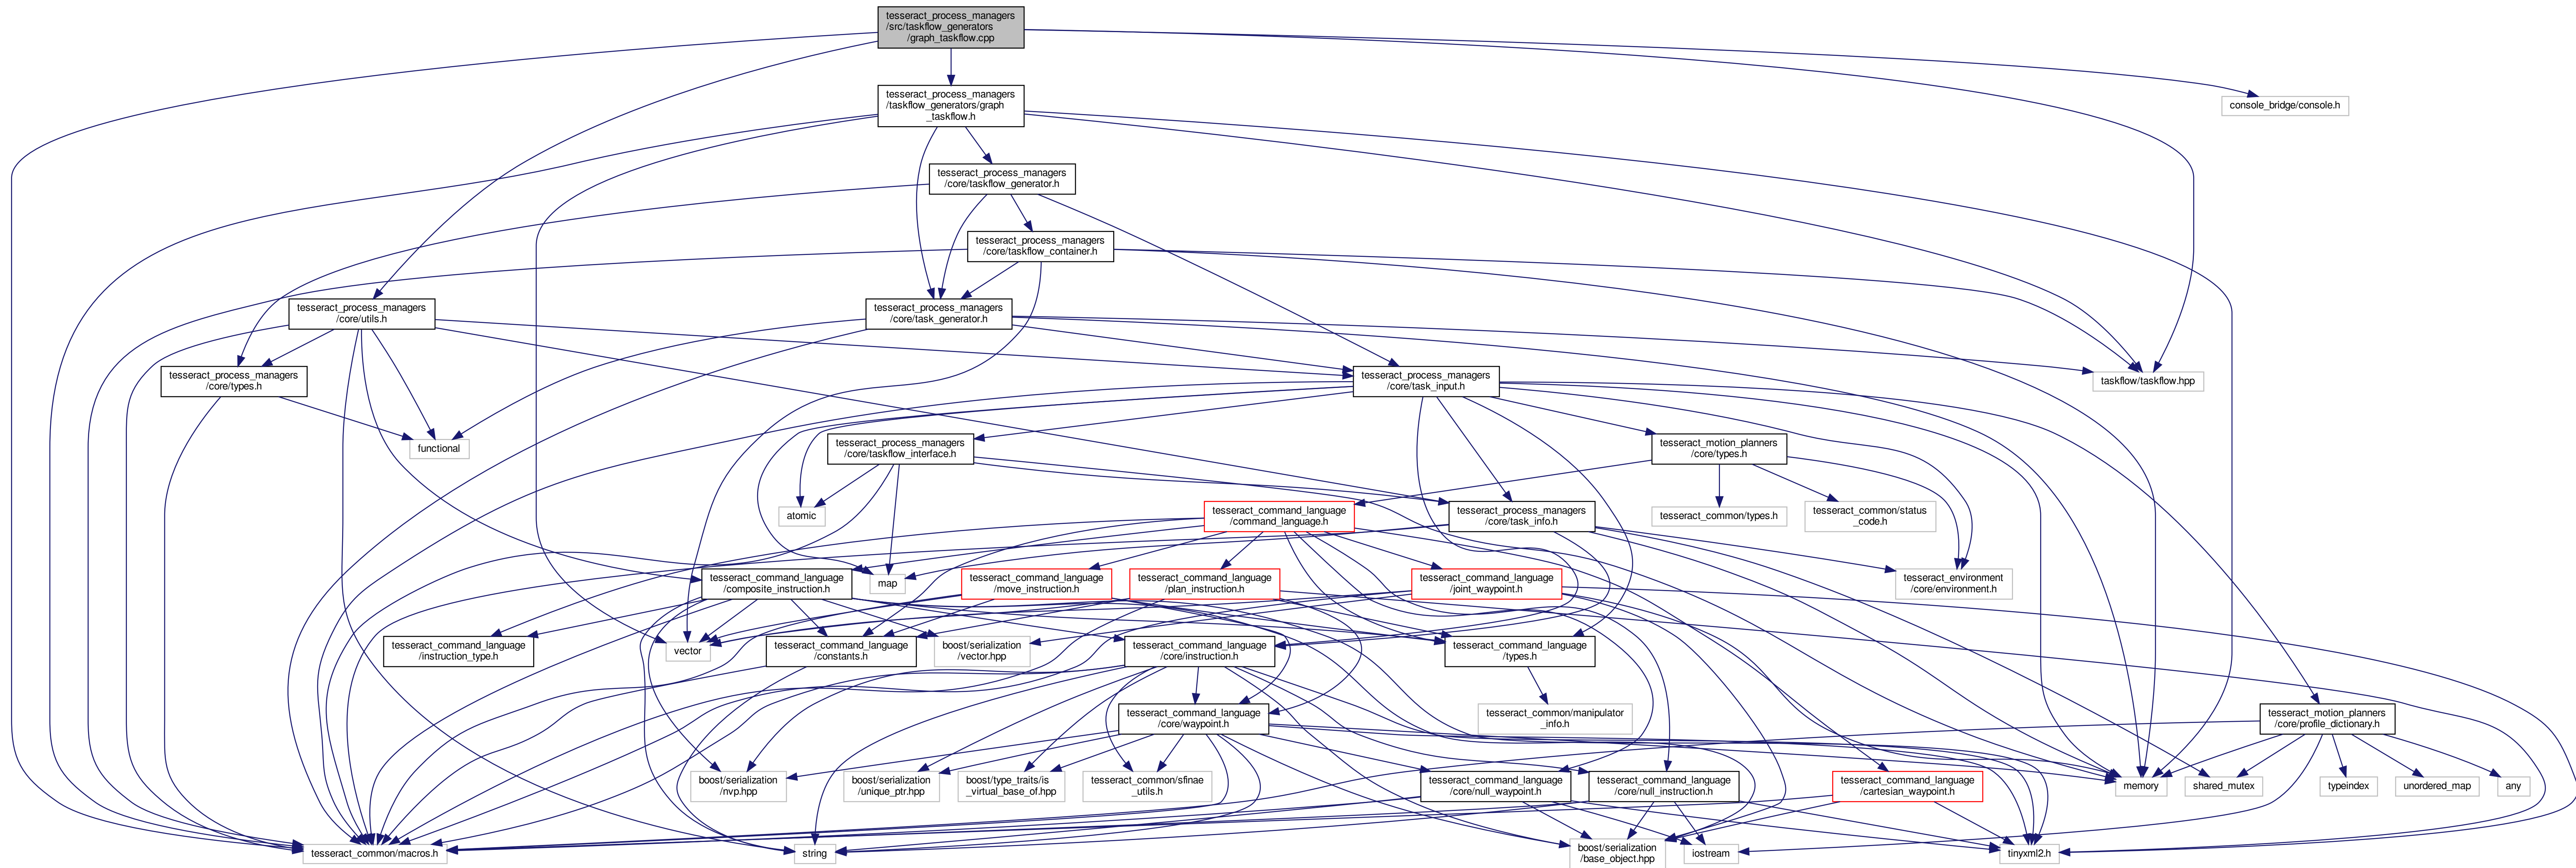 tesseract_process_managers
/src/taskflow_generators
/graph_taskflow.cpp
tesseract_process_managers
/taskflow_generators/graph
_taskflow.h
console_bridge/console.h
tesseract_process_managers
/core/taskflow_generator.h
tesseract_process_managers
/core/taskflow_container.h
tesseract_process_managers
/core/utils.h
tesseract_process_managers
/core/task_generator.h
tesseract_process_managers
/core/types.h
tesseract_process_managers
/core/task_input.h
taskflow/taskflow.hpp
functional
tesseract_process_managers
/core/taskflow_interface.h
tesseract_motion_planners
/core/types.h
atomic
tesseract_command_language
/command_language.h
tesseract_process_managers
/core/task_info.h
tesseract_common/types.h
tesseract_common/status
_code.h
tesseract_command_language
/composite_instruction.h
map
tesseract_command_language
/move_instruction.h
tesseract_command_language
/plan_instruction.h
tesseract_command_language
/joint_waypoint.h
tesseract_environment
/core/environment.h
tesseract_command_language
/instruction_type.h
vector
tesseract_command_language
/constants.h
boost/serialization
/vector.hpp
tesseract_command_language
/core/instruction.h
tesseract_command_language
/types.h
tesseract_command_language
/core/waypoint.h
tesseract_common/manipulator
_info.h
tesseract_motion_planners
/core/profile_dictionary.h
boost/serialization
/nvp.hpp
boost/serialization
/unique_ptr.hpp
boost/type_traits/is
_virtual_base_of.hpp
tesseract_common/sfinae
_utils.h
tesseract_command_language
/core/null_waypoint.h
tesseract_command_language
/core/null_instruction.h
tesseract_command_language
/cartesian_waypoint.h
memory
shared_mutex
typeindex
unordered_map
any
tesseract_common/macros.h
string
boost/serialization
/base_object.hpp
iostream
tinyxml2.h